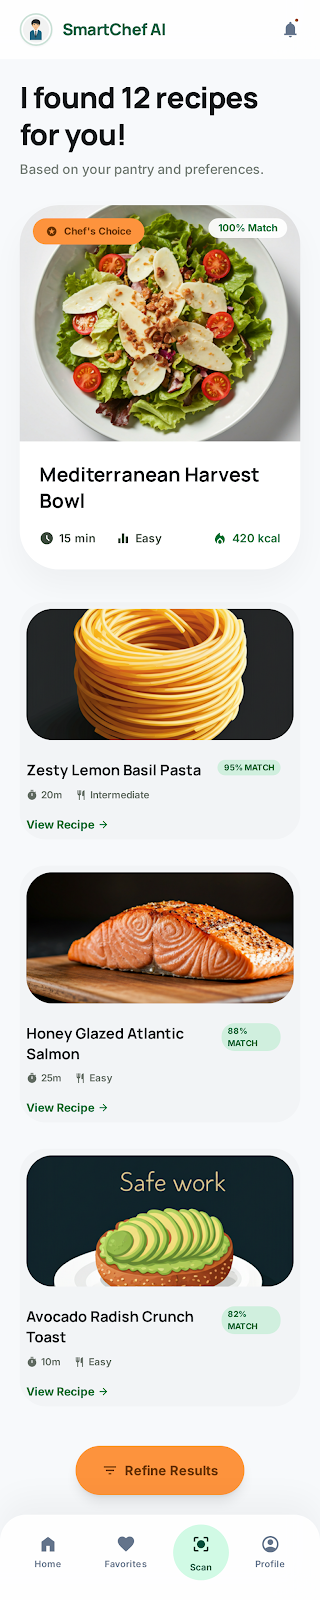 SmartChef AI
I found 12 recipes
for you!
Based on your pantry and preferences.
Chef's Choice
100% Match
Mediterranean Harvest
Bowl
15 min
Easy
420 kcal
Zesty Lemon Basil Pasta
95% MATCH
20m
Intermediate
View Recipe →
Honey Glazed Atlantic
Salmon
88%
MATCH
25m
Easy
View Recipe →
Safe work
Avocado Radish Crunch
Toast
82%
MATCH
10m
Easy
View Recipe →
Refine Results
Home
Favorites
Scan
Profile